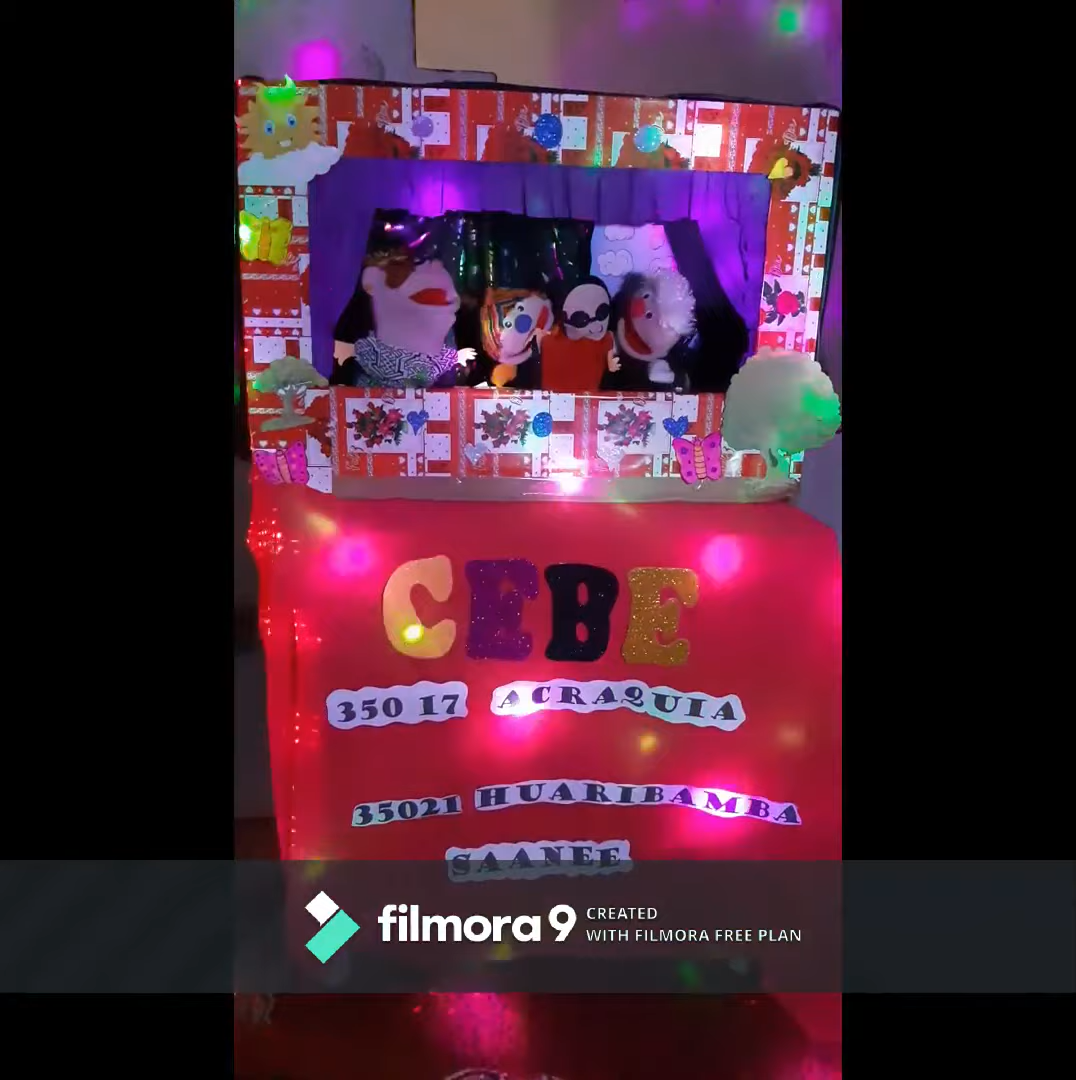 CEBE
350 17 ACRAQUIA
35021 HUARIBAMBA
SAANEE
filmora 9 CREATED
WITH FILMORA FREE PLAN